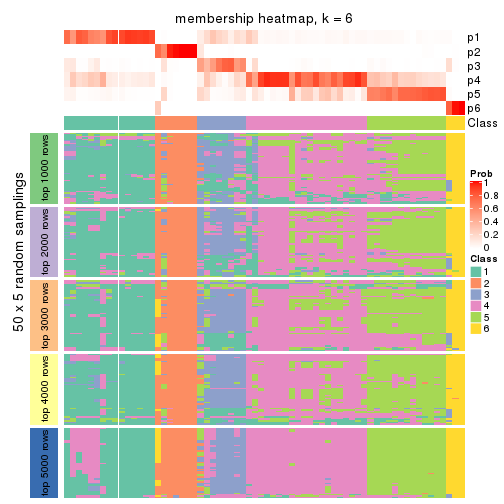 membership heatmap, k = 6
p1
p2
p3
p4
p5
p6
Class
50 x 5 random samplings
top 1000 rows
top 2000 rows
top 3000 rows
top 4000 rows
top 5000 rows
Prob
1
0.8
0.6
0.4
0.2
0
Class
1
2
3
4
5
6